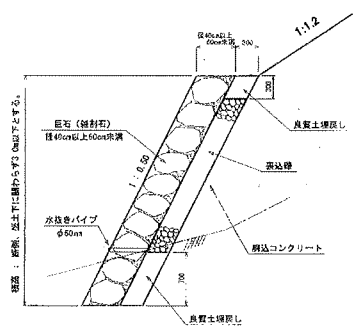 径40cm以上
60cm未満
300
1:1.2
300
良質土埋戻し
巨石(雑割石)
径40cm以上60cm未満
1:0.50
裏込礫
水抜きパイプ
胴込コンクリート
700
良質土埋戻し